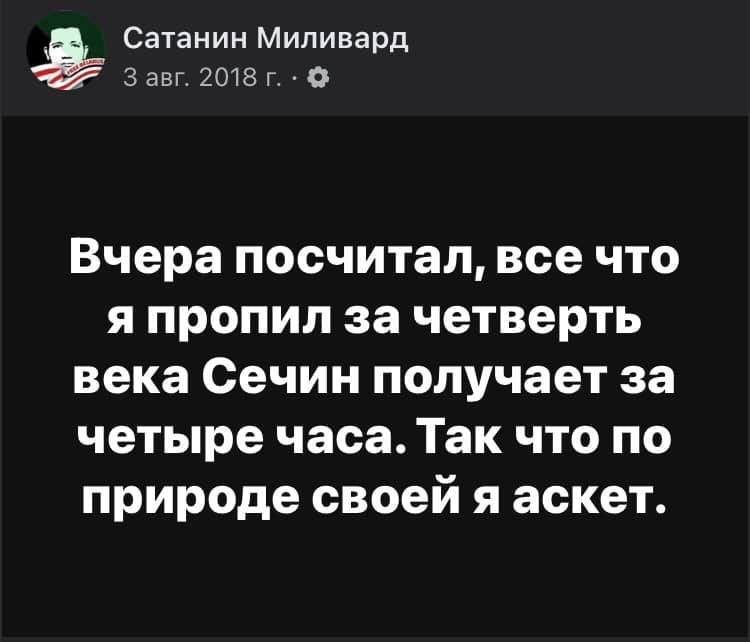 Сатанин Миливард
3 авг. 2018 г. ·
Вчера посчитал, все что
я пропил за четверть
века Сечин получает за
четыре часа. Так что по
природе своей я аскет.